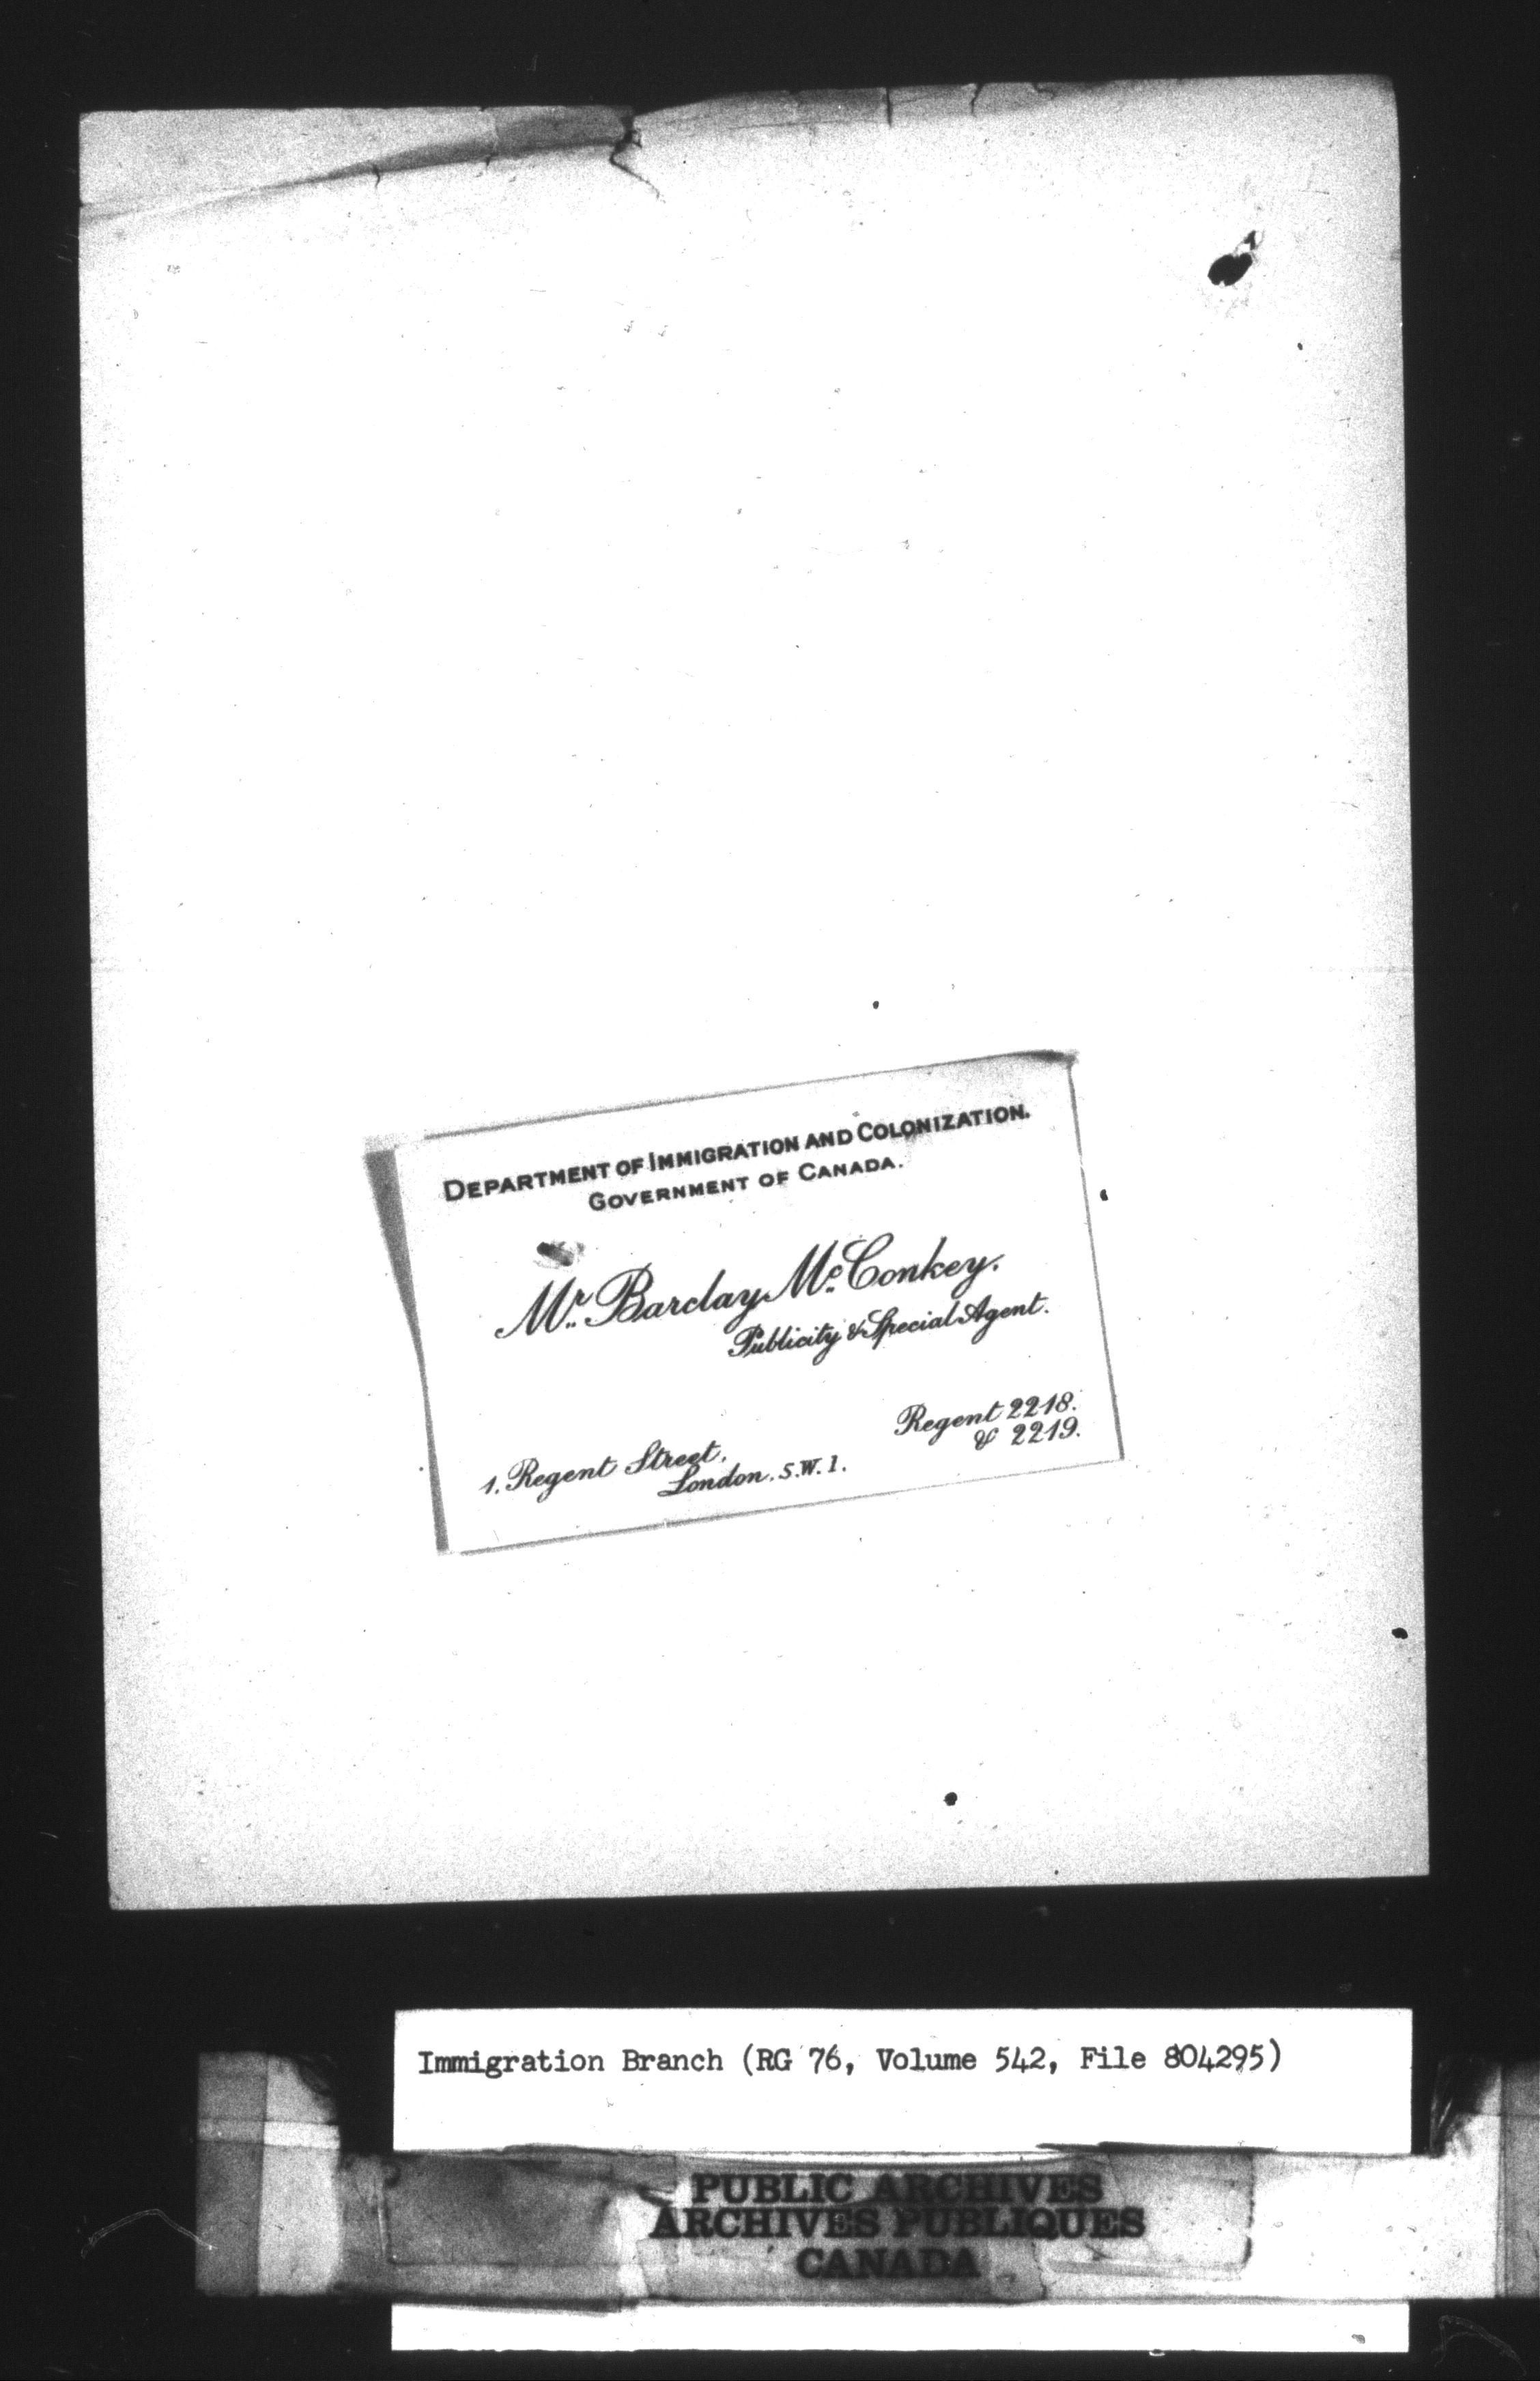 DEPARTMENT OF IMMIGRATION AND COLONIZATION.
GOVERNMENT OF CANADA.
Mr. Barclay McConkey.
Publicity & Special Agent.
Regent 2218.
& 2219.
1, Regent Street,
London, S.W.1.
Immigration Branch (RG 76, Volume 542, File 804295)
PUBLIC ARCHIVES
ARCHIVES PUBLIQUES
CANADA